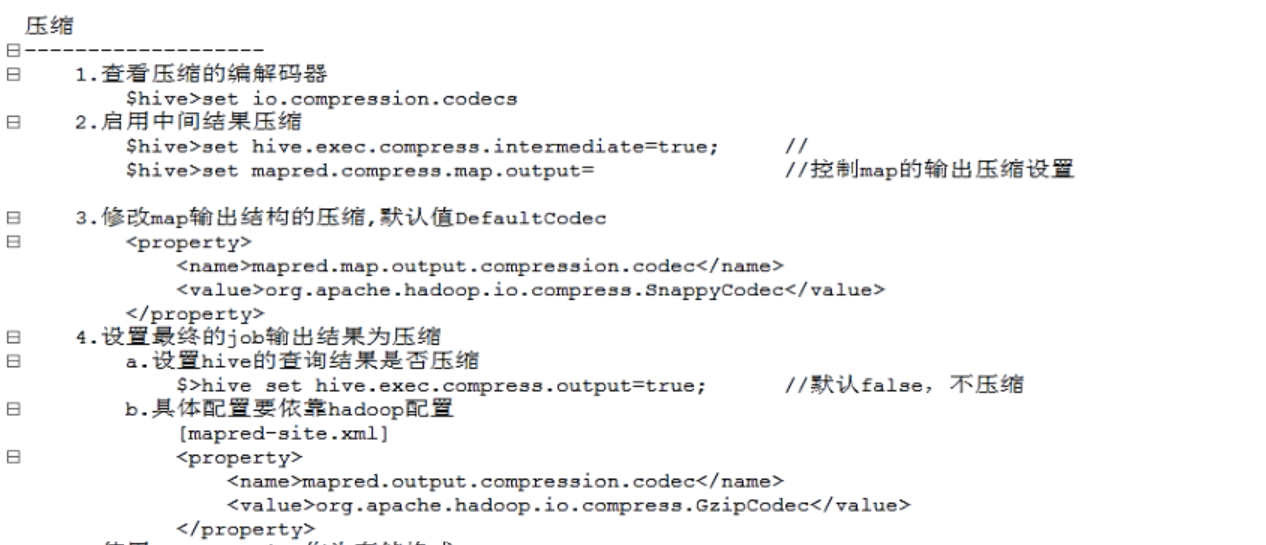 压缩
-------------------
1.查看压缩的编解码器
$hive>set io.compression.codecs
2.启用中间结果压缩
$hive>set hive.exec.compress.intermediate=true; //
$hive>set mapred.compress.map.output= //控制map的输出压缩设置
3.修改map输出结构的压缩,默认值DefaultCodec
<property>
<name>mapred.map.output.compression.codec</name>
<value>org.apache.hadoop.io.compress.SnappyCodec</value>
</property>
4.设置最终的job输出结果为压缩
a.设置hive的查询结果是否压缩
$>hive set hive.exec.compress.output=true; //默认false，不压缩
b.具体配置要依靠hadoop配置
[mapred-site.xml]
<property>
<name>mapred.output.compression.codec</name>
<value>org.apache.hadoop.io.compress.GzipCodec</value>
</property>